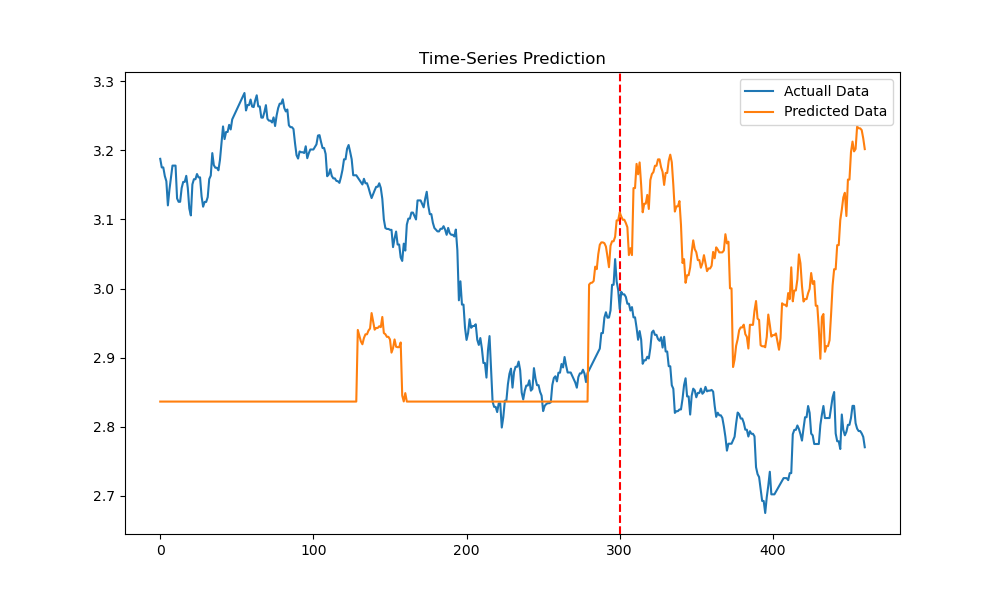 Time-Series Prediction
Actuall Data
Predicted Data
3.3
3.2
3.1
3.0
2.9
2.8
2.7
0 100 200 300 400